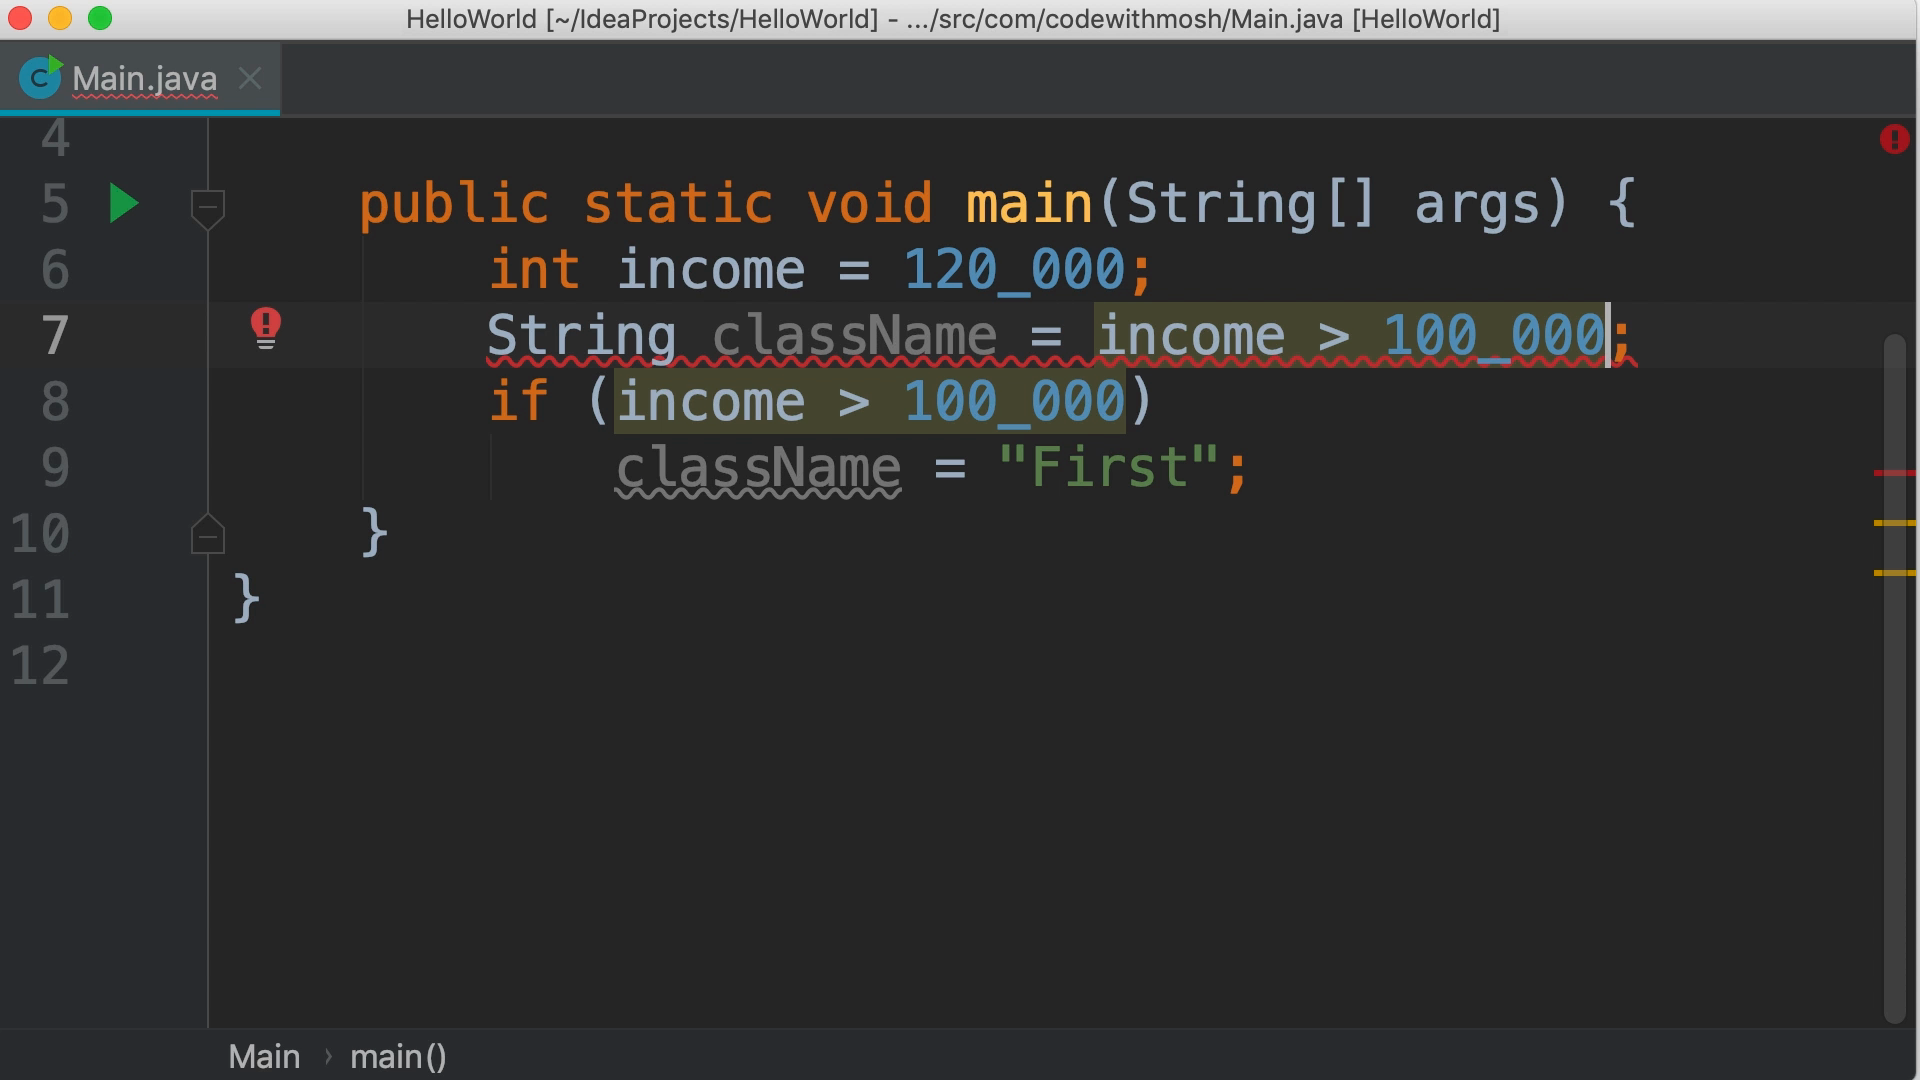 HelloWorld [~/IdeaProjects/HelloWorld] - .../src/com/codewithmosh/Main.java [HelloWorld]
C Main.java
4
5 public static void main(String[] args) {
6 int income = 120_000;
7 String className = income > 100_000;
8 if (income > 100_000)
9 className = "First";
10 }
11 }
12
Main › main()